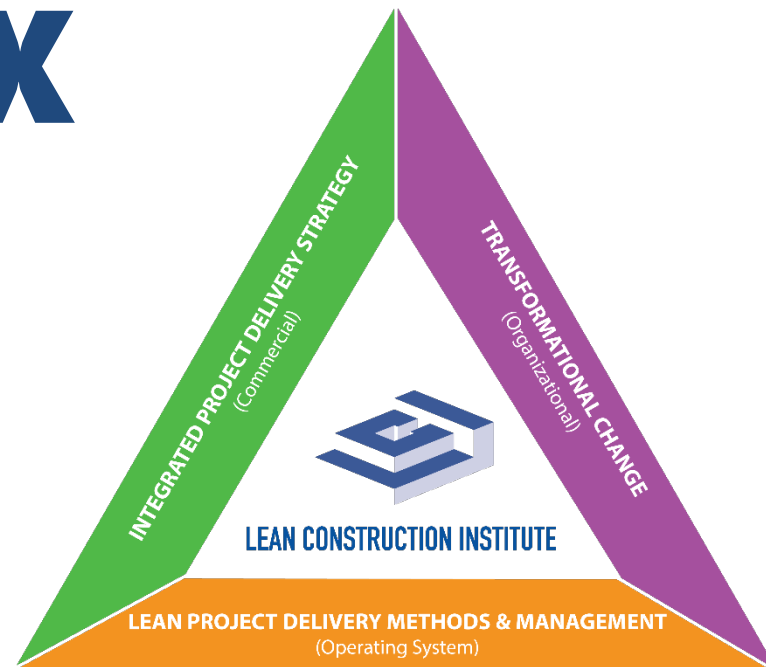 X
INTEGRATED PROJECT DELIVERY STRATEGY
(Commercial)
TRANSFORMATIONAL CHANGE
(Organizational)
LEAN CONSTRUCTION INSTITUTE
LEAN PROJECT DELIVERY METHODS & MANAGEMENT
(Operating System)